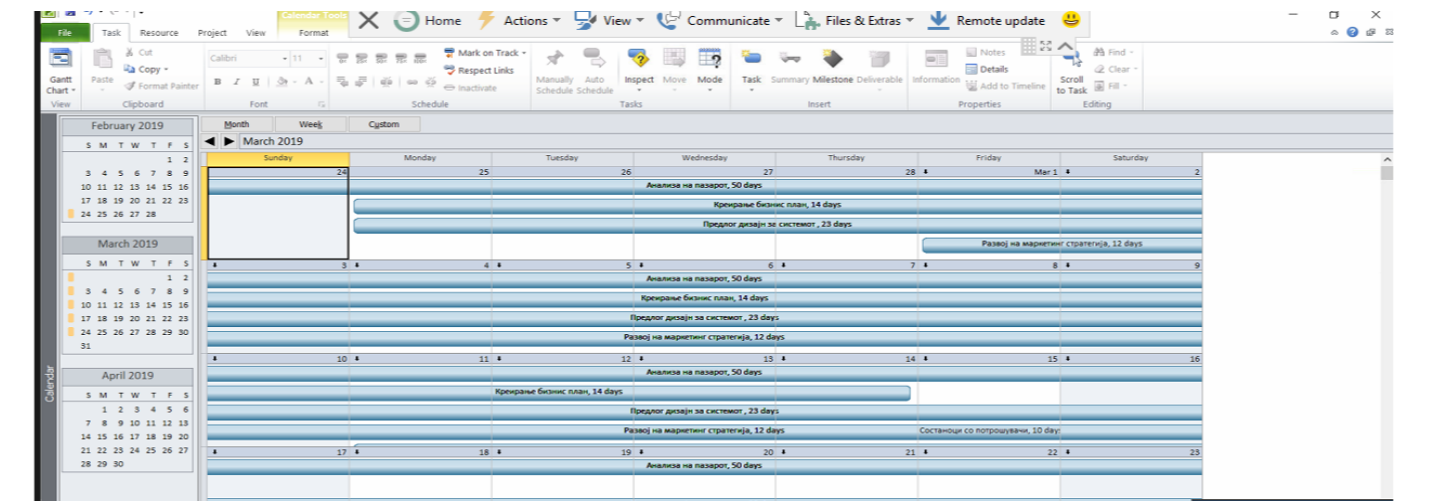 Calendar Tools
Home Actions View Communicate Files & Extras Remote update
File Task Resource Project View Format
Cut
Copy
Format Painter
Paste
Gantt Chart
Calibri 11
B I U A
Mark on Track
Respect Links
Inactivate
Manually Schedule Auto Schedule
Inspect Move Mode
Task Summary Milestone Deliverable
Information
Notes
Details
Add to Timeline
Scroll to Task
Find
Clear
Fill
View Clipboard Font Schedule Tasks Insert Properties Editing
Calendar
February 2019
S M T W T F S
1 2
3 4 5 6 7 8 9
10 11 12 13 14 15 16
17 18 19 20 21 22 23
24 25 26 27 28
March 2019
S M T W T F S
1 2
3 4 5 6 7 8 9
10 11 12 13 14 15 16
17 18 19 20 21 22 23
24 25 26 27 28 29 30
31
April 2019
S M T W T F S
1 2 3 4 5 6
7 8 9 10 11 12 13
14 15 16 17 18 19 20
21 22 23 24 25 26 27
28 29 30
Month Week Custom
March 2019
Sunday Monday Tuesday Wednesday Thursday Friday Saturday
24 25 26 27 28 Mar 1 2
Анализа на пазарот, 50 days
Креирање бизнис план, 14 days
Предлог дизајн за системот , 23 days
Развој на маркетинг стратегија, 12 days
3 4 5 6 7 8 9
Анализа на пазарот, 50 days
Креирање бизнис план, 14 days
Предлог дизајн за системот , 23 days
Развој на маркетинг стратегија, 12 days
10 11 12 13 14 15 16
Анализа на пазарот, 50 days
Креирање бизнис план, 14 days
Предлог дизајн за системот , 23 days
Развој на маркетинг стратегија, 12 days Состаноци со потрошувачи, 10 days
17 18 19 20 21 22 23
Анализа на пазарот, 50 days